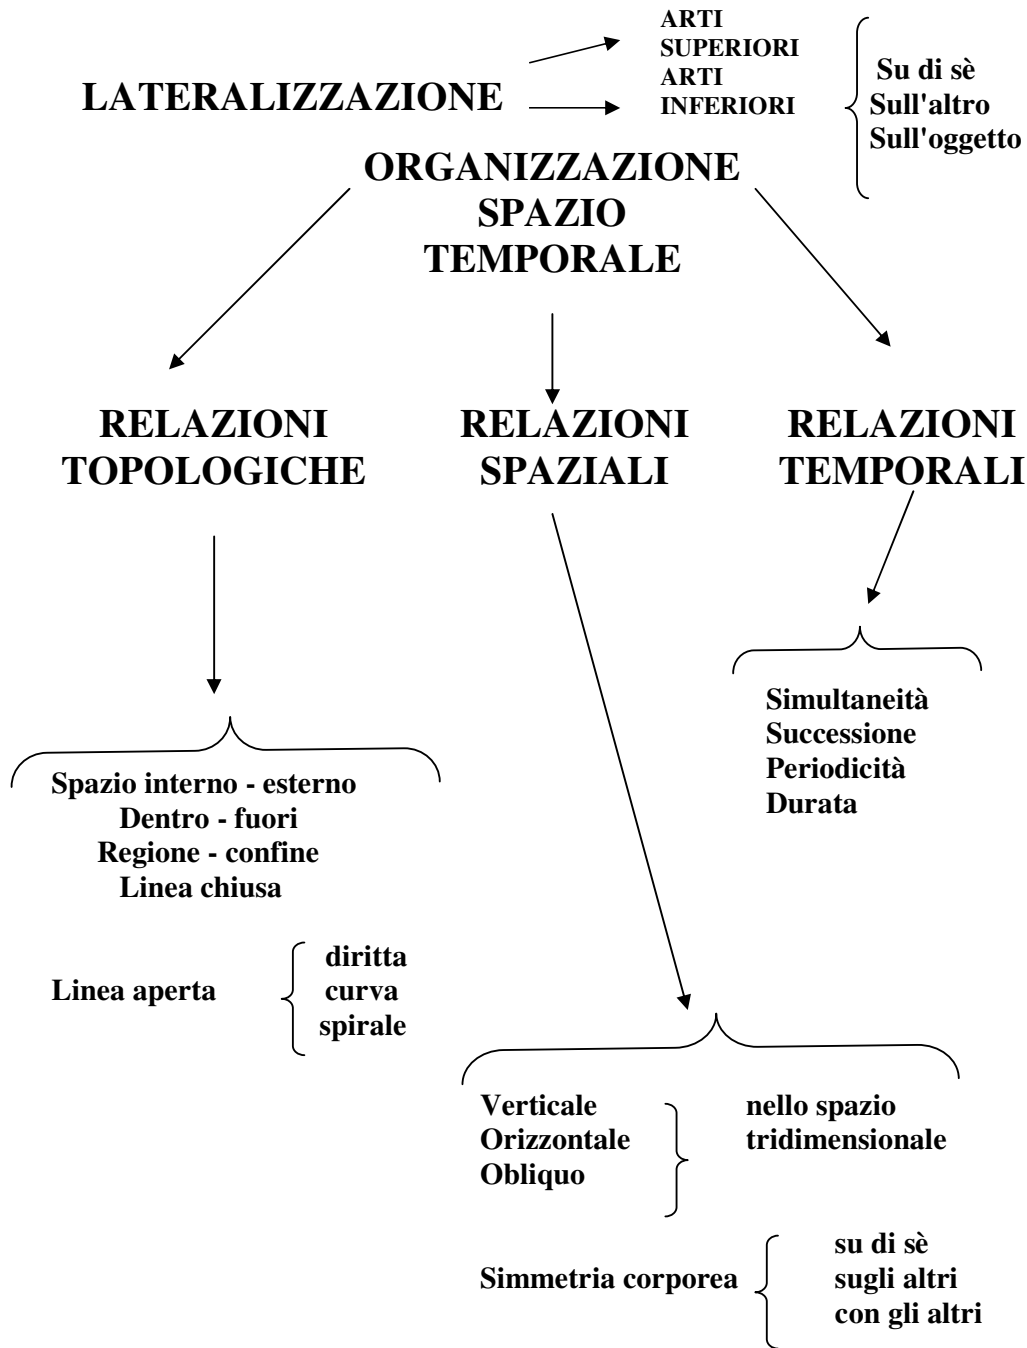 LATERALIZZAZIONE
ARTI
SUPERIORI
ARTI
INFERIORI
Su di sè
Sull'altro
Sull'oggetto
ORGANIZZAZIONE
SPAZIO
TEMPORALE
RELAZIONI
TOPOLOGICHE
RELAZIONI
SPAZIALI
RELAZIONI
TEMPORALI
Spazio interno - esterno
Dentro - fuori
Regione - confine
Linea chiusa
Linea aperta
diritta
curva
spirale
Verticale
Orizzontale
Obliquo
nello spazio
tridimensionale
Simmetria corporea
su di sè
sugli altri
con gli altri
Simultaneità
Successione
Periodicità
Durata